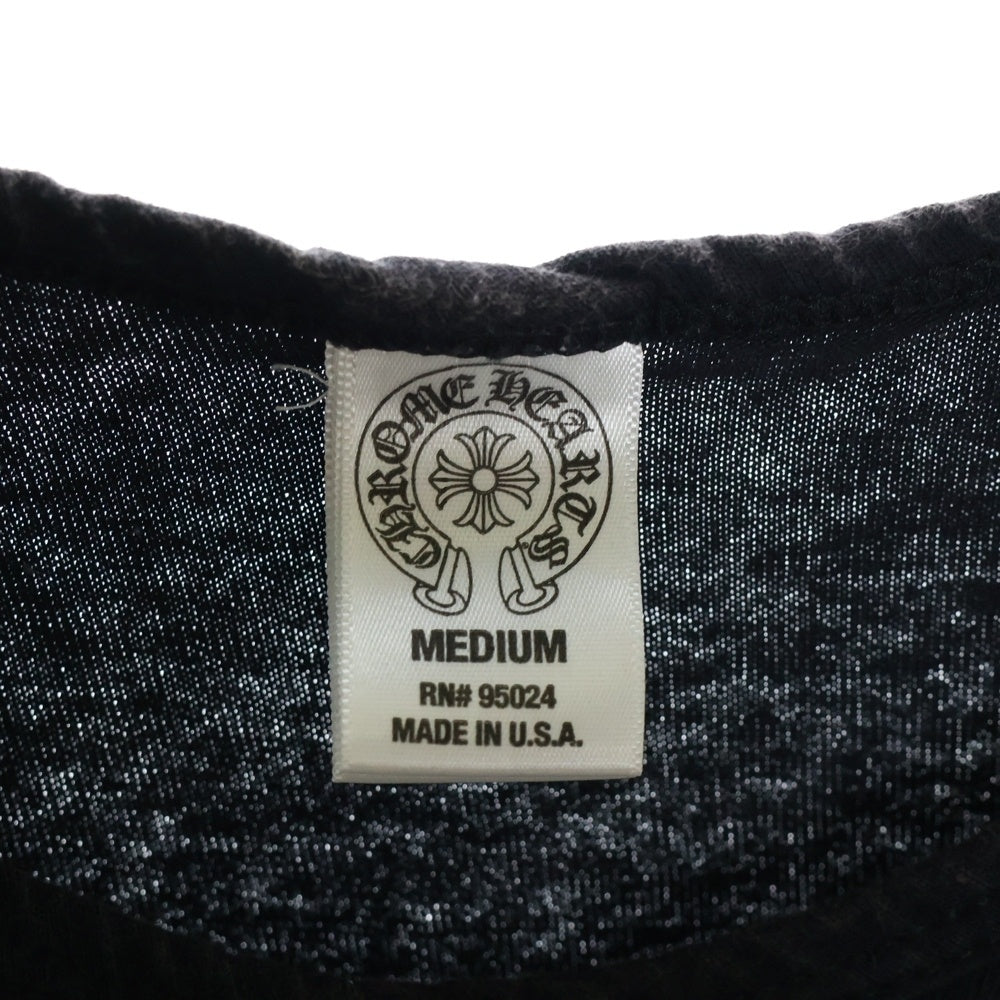 CHROME HEARTS
MEDIUM
RN# 95024
MADE IN U.S.A.